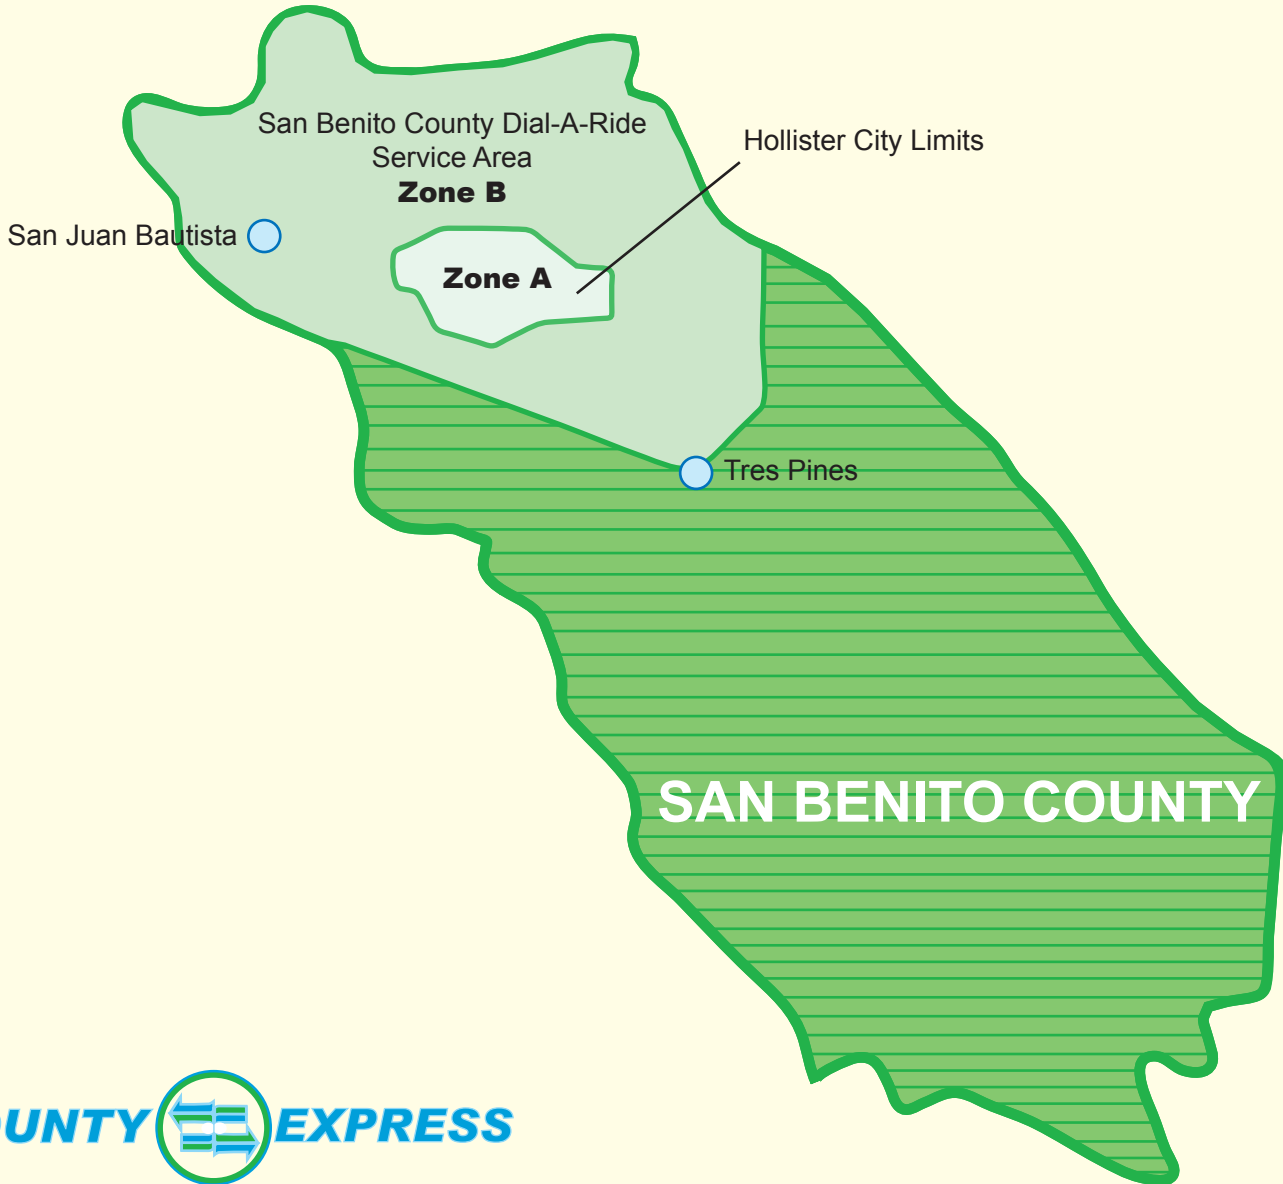 San Benito County Dial-A-Ride
Service Area
Zone B
Hollister City Limits
San Juan Bautista
Zone A
Tres Pines
SAN BENITO COUNTY
OUNTY EXPRESS